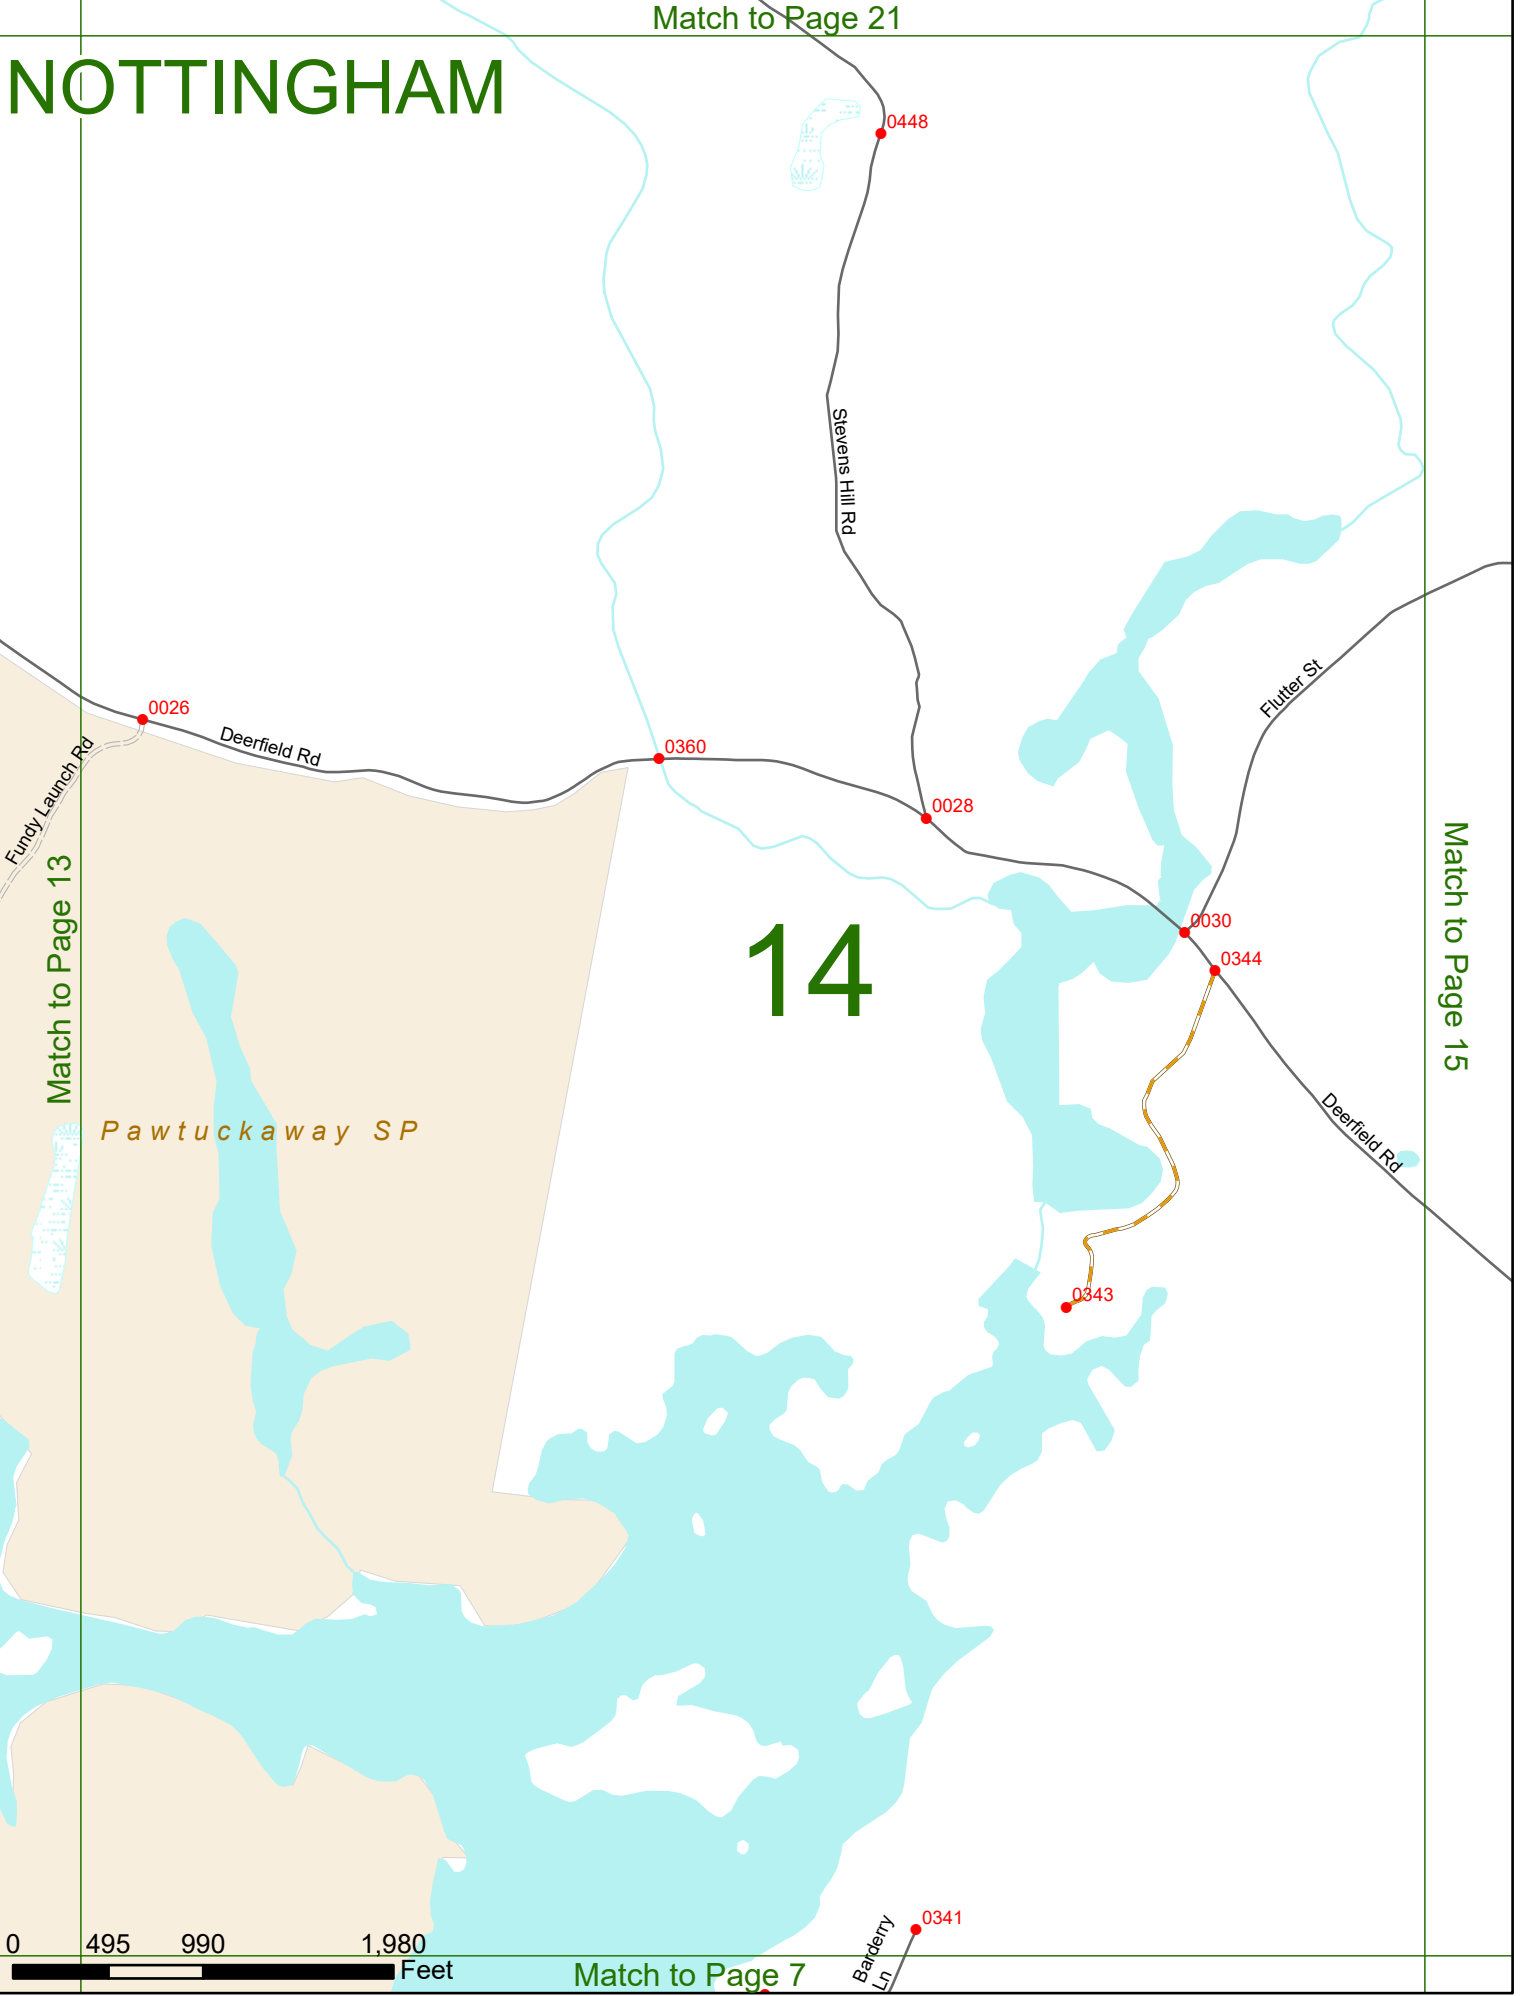 Match to Page 21
NOTTINGHAM
0448
Stevens Hill Rd
Flutter St
0026
Deerfield Rd
0360
Fundy Launch Rd
0028
Match to Page 13
Match to Page 15
14
0030
0344
Deerfield Rd
Pawtuckaway SP
0343
0341
Barderry
Ln
0 495 990 1,980
Feet
Match to Page 7